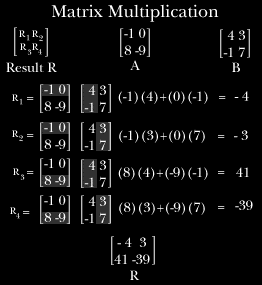 Matrix Multiplication
[R1 R2 [-1 0 [4 3
R3 R4] 8 -9] -1 7]
Result R A B
R1 = [-1 0 [4 3 (-1)(4)+(0)(-1) = -4
8 -9] -1 7]
R2 = [-1 0 [4 3 (-1)(3)+(0)(7) = -3
8 -9] -1 7]
R3 = [-1 0 [4 3 (8)(4)+(-9)(-1) = 41
8 -9] -1 7]
R4 = [-1 0 [4 3 (8)(3)+(-9)(7) = -39
8 -9] -1 7]
[-4 3
41 -39]
R